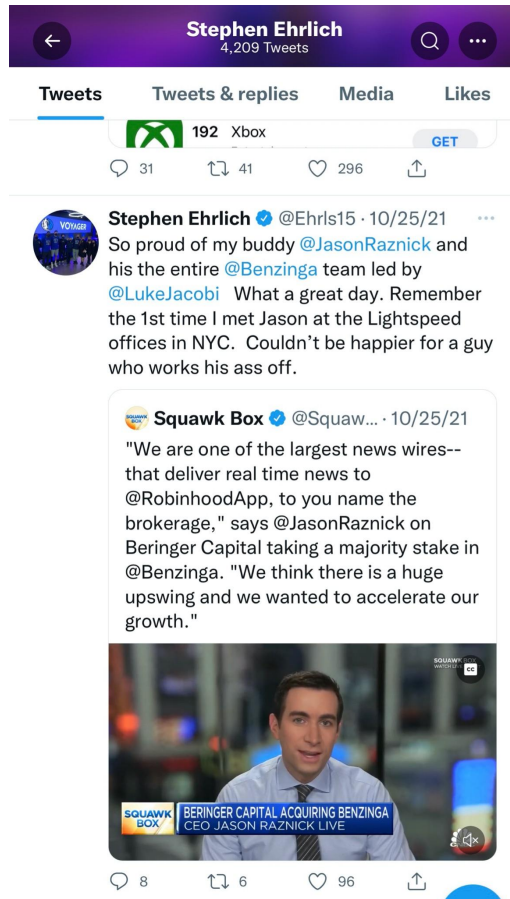 Stephen Ehrlich
4,209 Tweets
Tweets Tweets & replies Media Likes
192 Xbox
GET
31 41 296
VOYAGER
Stephen Ehrlich @Ehrls15 · 10/25/21
So proud of my buddy @JasonRaznick and
his the entire @Benzinga team led by
@LukeJacobi What a great day. Remember
the 1st time I met Jason at the Lightspeed
offices in NYC. Couldn't be happier for a guy
who works his ass off.
SQUAWK
BOX
Squawk Box @Squaw... · 10/25/21
"We are one of the largest news wires--
that deliver real time news to
@RobinhoodApp, to you name the
brokerage," says @JasonRaznick on
Beringer Capital taking a majority stake in
@Benzinga. "We think there is a huge
upswing and we wanted to accelerate our
growth."
SQUAWK
CC
SQUAWK
BOX
BERINGER CAPITAL ACQUIRING BENZINGA
CEO JASON RAZNICK LIVE
8 6 96